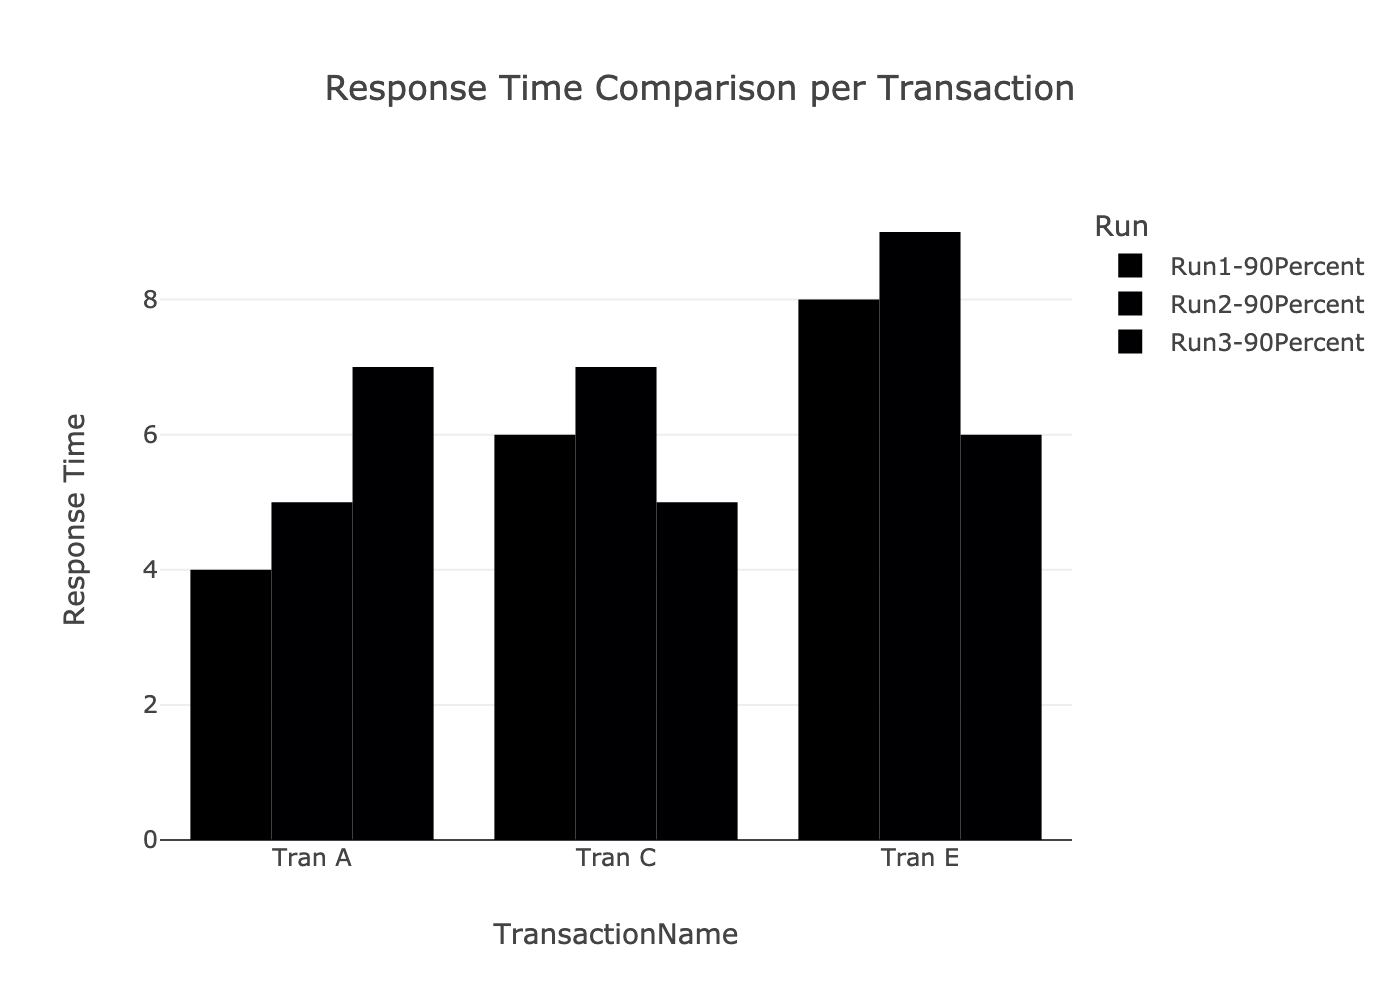 Response Time Comparison per Transaction
Run
Run1-90Percent
Run2-90Percent
Run3-90Percent
8
6
4
2
0
Response Time
Tran A
Tran C
Tran E
TransactionName